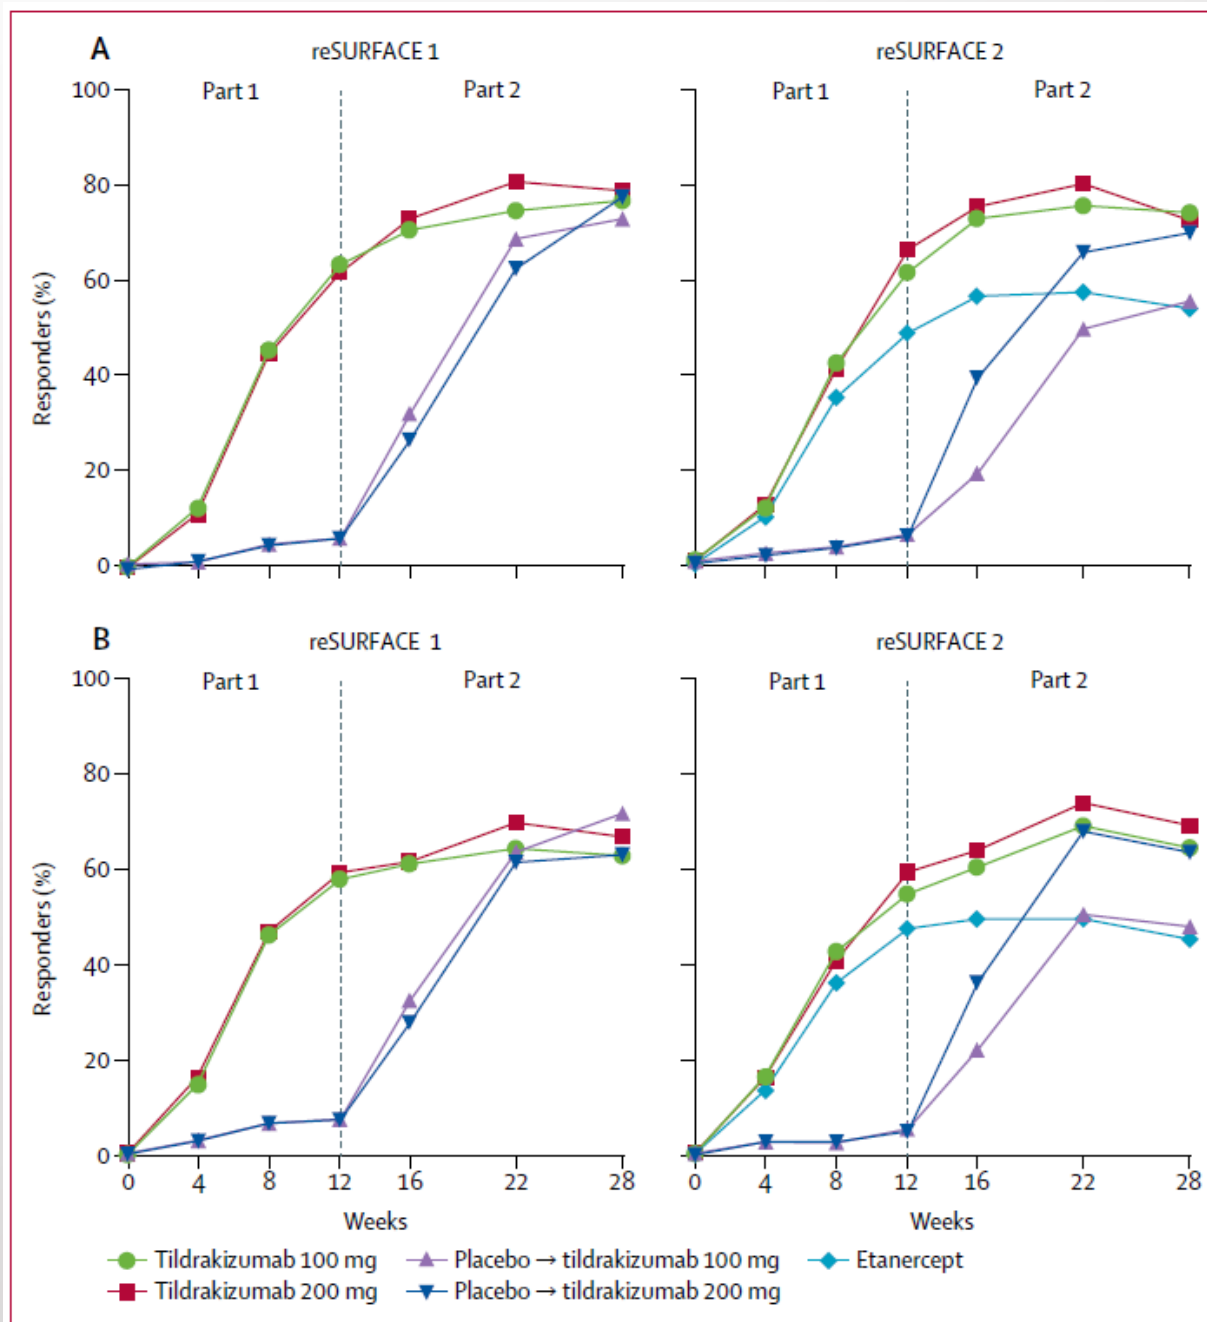 A
reSURFACE 1
reSURFACE 2
Part 1
Part 2
Part 1
Part 2
100
80
60
40
20
0
Responders (%)
B
reSURFACE 1
reSURFACE 2
Part 1
Part 2
Part 1
Part 2
100
80
60
40
20
0
Responders (%)
0 4 8 12 16 22 28
0 4 8 12 16 22 28
Weeks
Weeks
Tildrakizumab 100 mg
Placebo → tildrakizumab 100 mg
Etanercept
Tildrakizumab 200 mg
Placebo → tildrakizumab 200 mg